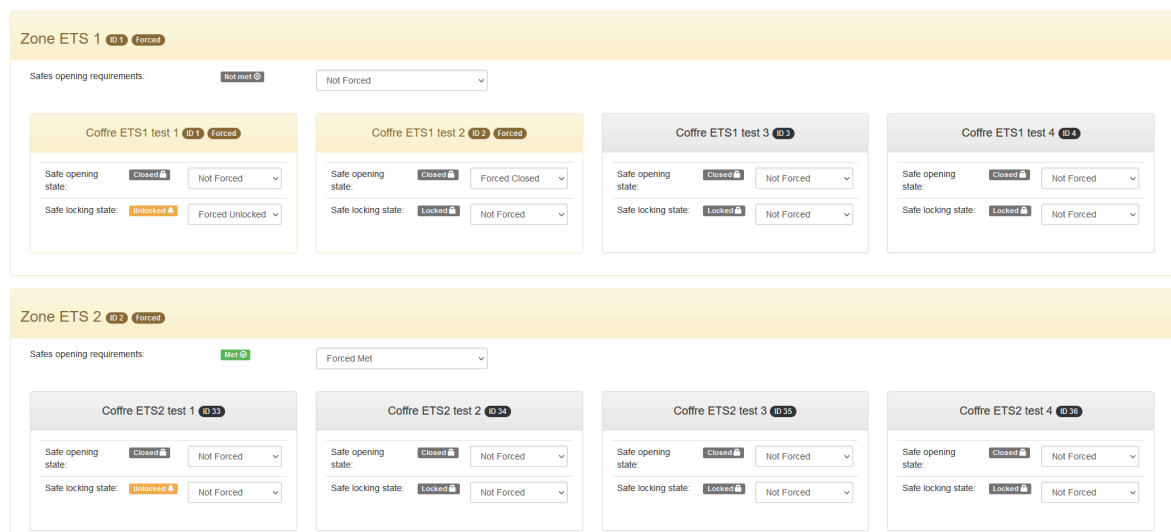 Zone ETS 1 ID 1 Forced
Safes opening requirements: Not met Not Forced
Coffre ETS1 test 1 ID 1 Forced
Safe opening state: Closed Not Forced
Safe locking state: Unlocked Forced Unlocked
Coffre ETS1 test 2 ID 2 Forced
Safe opening state: Closed Forced Closed
Safe locking state: Locked Not Forced
Coffre ETS1 test 3 ID 3
Safe opening state: Closed Not Forced
Safe locking state: Locked Not Forced
Coffre ETS1 test 4 ID 4
Safe opening state: Closed Not Forced
Safe locking state: Locked Not Forced
Zone ETS 2 ID 2 Forced
Safes opening requirements: Met Forced Met
Coffre ETS2 test 1 ID 33
Safe opening state: Closed Not Forced
Safe locking state: Unlocked Not Forced
Coffre ETS2 test 2 ID 34
Safe opening state: Closed Not Forced
Safe locking state: Locked Not Forced
Coffre ETS2 test 3 ID 35
Safe opening state: Closed Not Forced
Safe locking state: Locked Not Forced
Coffre ETS2 test 4 ID 36
Safe opening state: Closed Not Forced
Safe locking state: Locked Not Forced